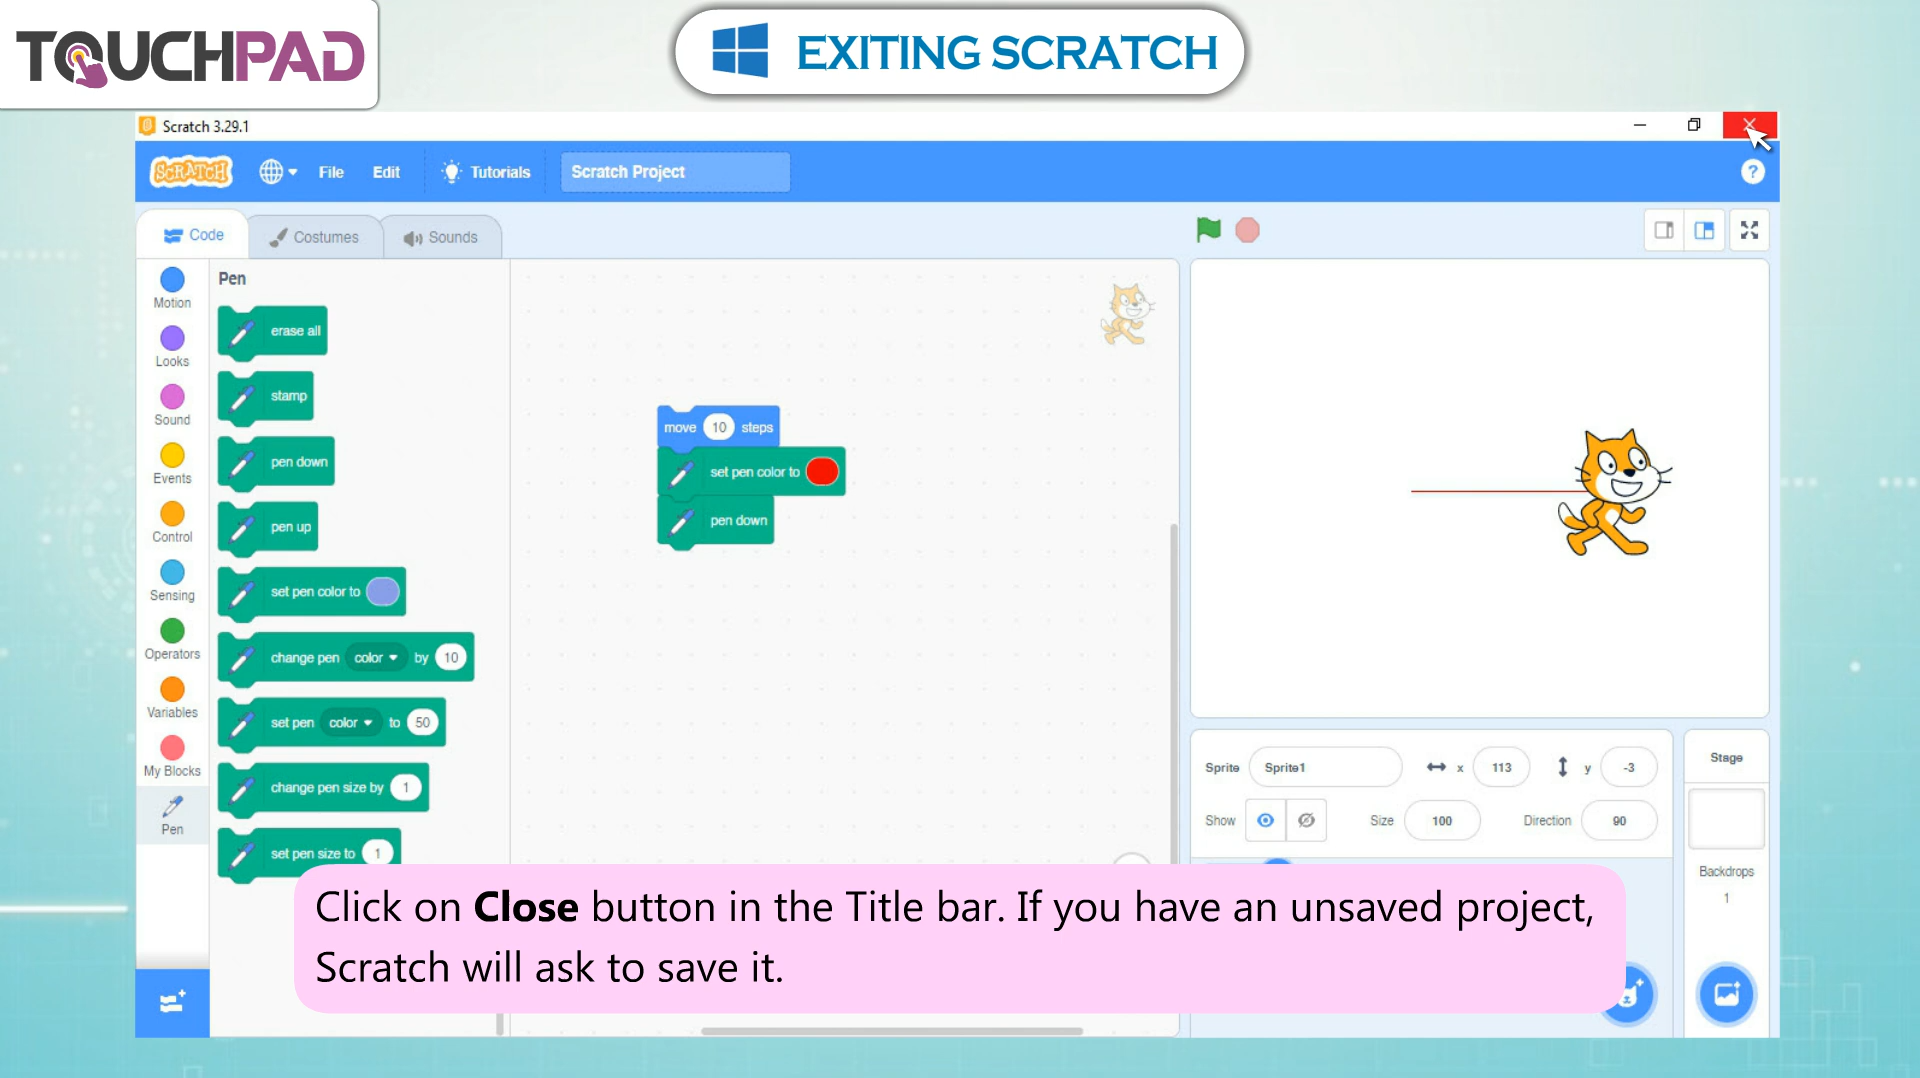 TOUCHPAD
EXITING SCRATCH
Scratch 3.29.1
SCRATCH File Edit Tutorials Scratch Project ?
Code Costumes Sounds
Motion
Looks
Sound
Events
Control
Sensing
Operators
Variables
My Blocks
Pen
Pen
erase all
stamp
pen down
pen up
set pen color to
change pen color by 10
set pen color to 50
change pen size by 1
set pen size to 1
move 10 steps
set pen color to
pen down
Sprite Sprite1 x 113 y -3
Show Size 100 Direction 90
Stage
Backdrops
1
Click on Close button in the Title bar. If you have an unsaved project,
Scratch will ask to save it.